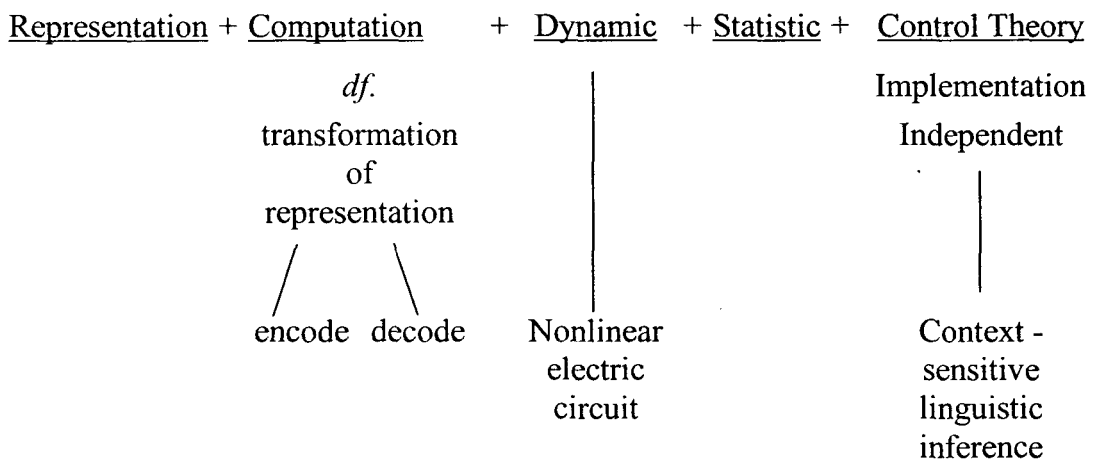 Representation + Computation + Dynamic + Statistic + Control Theory
df. Implementation
transformation Independent
of
representation
encode decode Nonlinear Context -
electric sensitive
circuit linguistic
inference